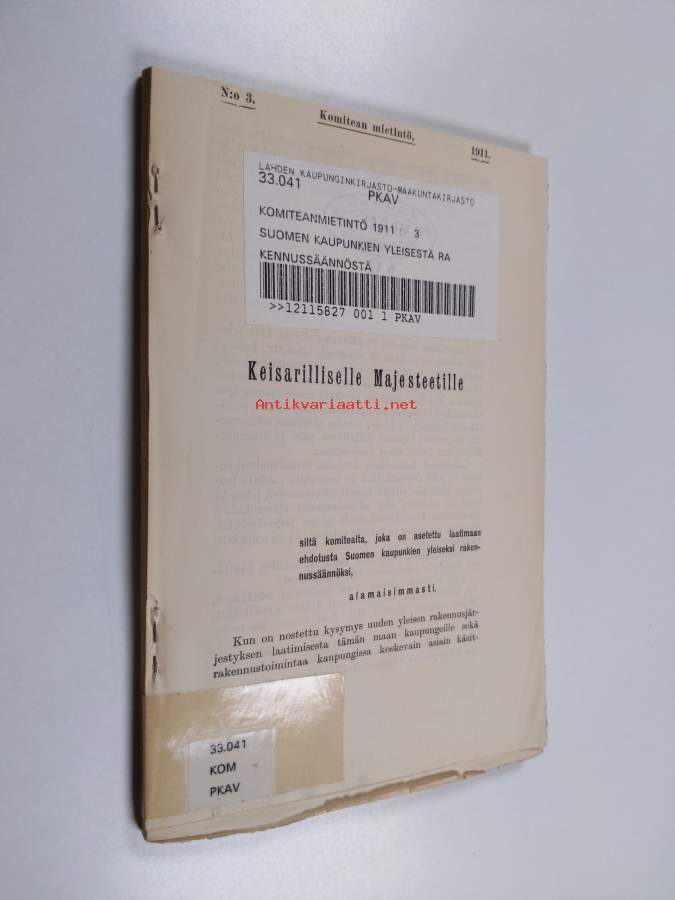 N:o 3.
Komitean mietintö.
1911.
LAHDEN KAUPUNGINKIRJASTO-MAAKUNTAKIRJASTO
33.041 PKAV
KOMITEANMIETINTÖ 1911 : 3
SUOMEN KAUPUNKIEN YLEISESTÄ RA
KENNUSSÄÄNNÖSTÄ
>>12115827 001 1 PKAV
Keisarilliselle Majesteetille
Antikvariaatti.net
siltä komitealta, joka on asetettu laatimaan
ehdotusta Suomen kaupunkien yleiseksi raken-
nussäännöksi,
alamaisimmasti.
Kun on nostettu kysymys uuden yleisen rakennusjär-
jestyksen laatimisesta tämän maan kaupungeille sekä
rakennustoimintaa kaupungissa koskevain asiain käsit-
33.041
KOM
PKAV